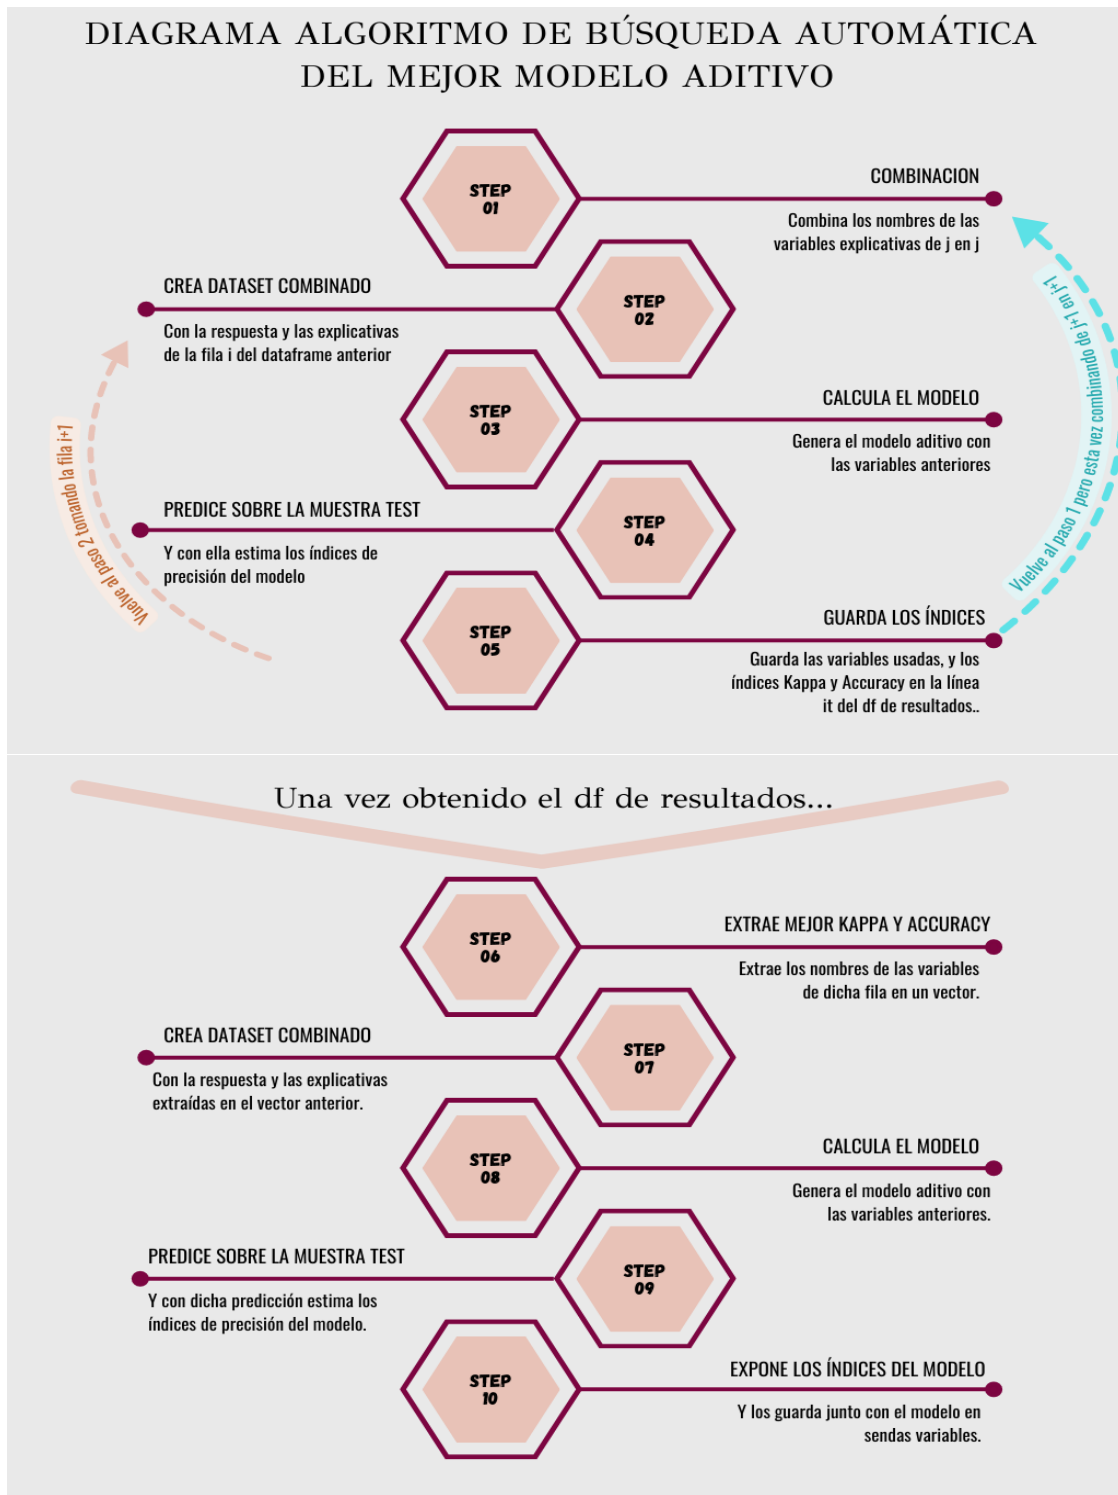 DIAGRAMA ALGORITMO DE BÚSQUEDA AUTOMÁTICA
DEL MEJOR MODELO ADITIVO
STEP
01
COMBINACION
Combina los nombres de las
variables explicativas de j en j
CREA DATASET COMBINADO
Con la respuesta y las explicativas
de la fila i del dataframe anterior
STEP
02
STEP
03
CALCULA EL MODELO
Genera el modelo aditivo con
las variables anteriores
PREDICE SOBRE LA MUESTRA TEST
Y con ella estima los índices de
precisión del modelo
STEP
04
STEP
05
GUARDA LOS ÍNDICES
Guarda las variables usadas, y los
índices Kappa y Accuracy en la línea
it del df de resultados..
Vuelve al paso 2 tomando la fila i+1
Vuelve al paso 1 pero esta vez combinando de j+1 en j+1
Una vez obtenido el df de resultados...
STEP
06
EXTRAE MEJOR KAPPA Y ACCURACY
Extrae los nombres de las variables
de dicha fila en un vector.
CREA DATASET COMBINADO
Con la respuesta y las explicativas
extraídas en el vector anterior.
STEP
07
STEP
08
CALCULA EL MODELO
Genera el modelo aditivo con
las variables anteriores.
PREDICE SOBRE LA MUESTRA TEST
Y con dicha predicción estima los
índices de precisión del modelo.
STEP
09
STEP
10
EXPONE LOS ÍNDICES DEL MODELO
Y los guarda junto con el modelo en
sendas variables.